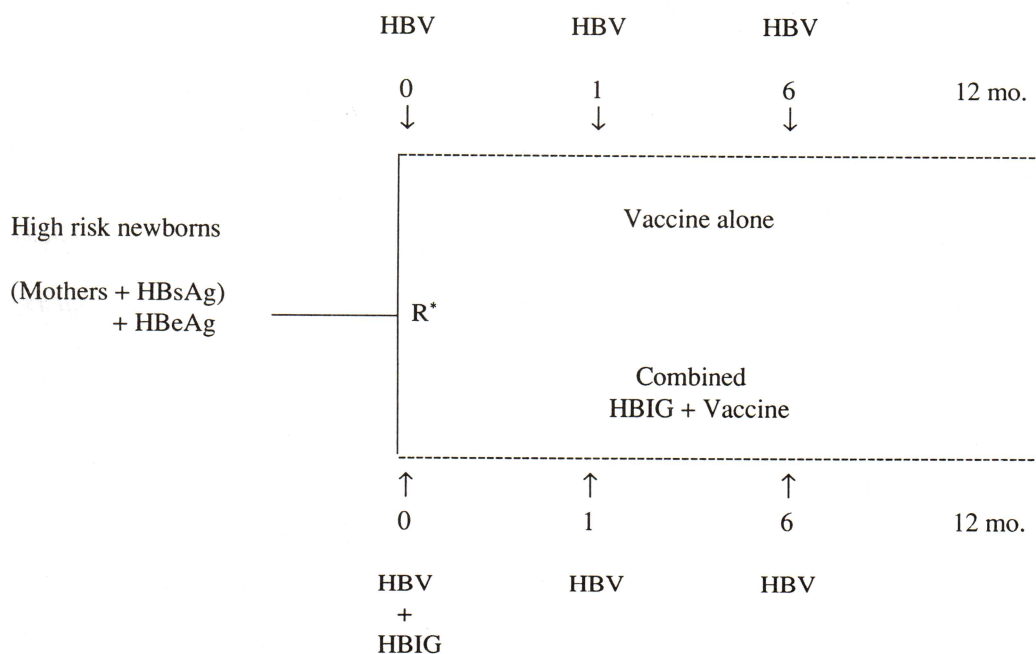 HBV HBV HBV
0 1 6 12 mo.
↓ ↓ ↓
Vaccine alone
High risk newborns
(Mothers + HBsAg)
+ HBeAg
R*
Combined
HBIG + Vaccine
↑ ↑ ↑
0 1 6 12 mo.
HBV HBV HBV
+
HBIG